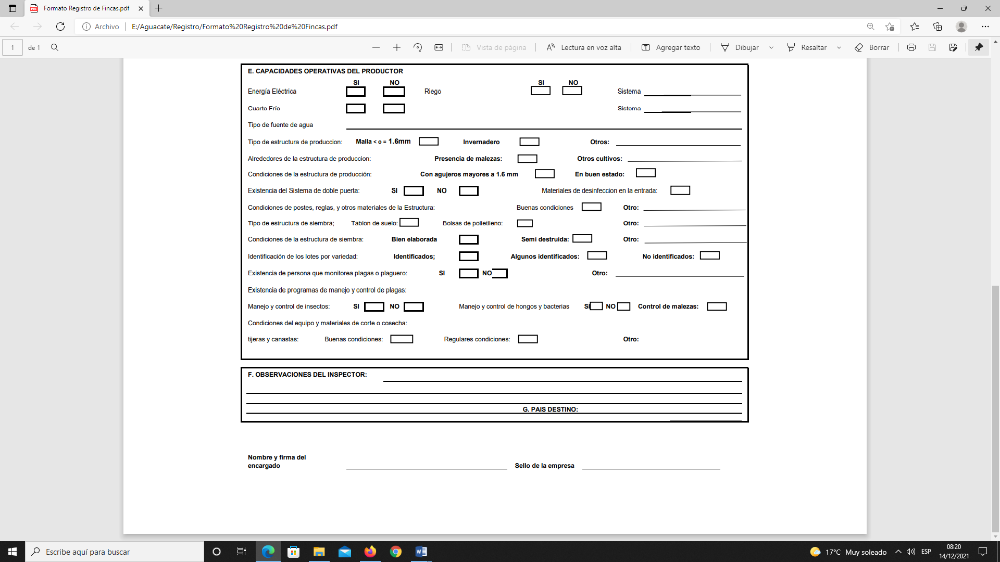 Formato Registro de Fincas.pdf
Archivo E:/Aguacate/Registro/Formato%20Registro%20de%20Fincas.pdf
1 de 1 Vista de página Lectura en voz alta Agregar texto Dibujar Resaltar Borrar
E. CAPACIDADES OPERATIVAS DEL PRODUCTOR
SI NO SI NO
Energía Eléctrica Riego Sistema
Cuarto Frío Sistema
Tipo de fuente de agua
Tipo de estructura de produccion: Malla < o = 1.6mm Invernadero Otros:
Alrededores de la estructura de produccion: Presencia de malezas: Otros cultivos:
Condiciones de la estructura de producción: Con agujeros mayores a 1.6 mm En buen estado:
Existencia del Sistema de doble puerta: SI NO Materiales de desinfeccion en la entrada:
Condiciones de postes, reglas, y otros materiales de la Estructura: Buenas condiciones Otro:
Tipo de estructura de siembra; Tablon de suelo: Bolsas de polietileno: Otro:
Condiciones de la estructura de siembra: Bien elaborada Semi destruida: Otro:
Identificación de los lotes por variedad: Identificados; Algunos identificados: No identificados:
Existencia de persona que monitorea plagas o plaguero: SI NO Otro:
Existencia de programas de manejo y control de plagas:
Manejo y control de insectos: SI NO Manejo y control de hongos y bacterias SI NO Control de malezas:
Condiciones del equipo y materiales de corte o cosecha:
tijeras y canastas: Buenas condiciones: Regulares condiciones: Otro:
F. OBSERVACIONES DEL INSPECTOR:
G. PAIS DESTINO:
Nombre y firma del
encargado Sello de la empresa
Escribe aquí para buscar 17°C Muy soleado ESP 08:20
14/12/2021